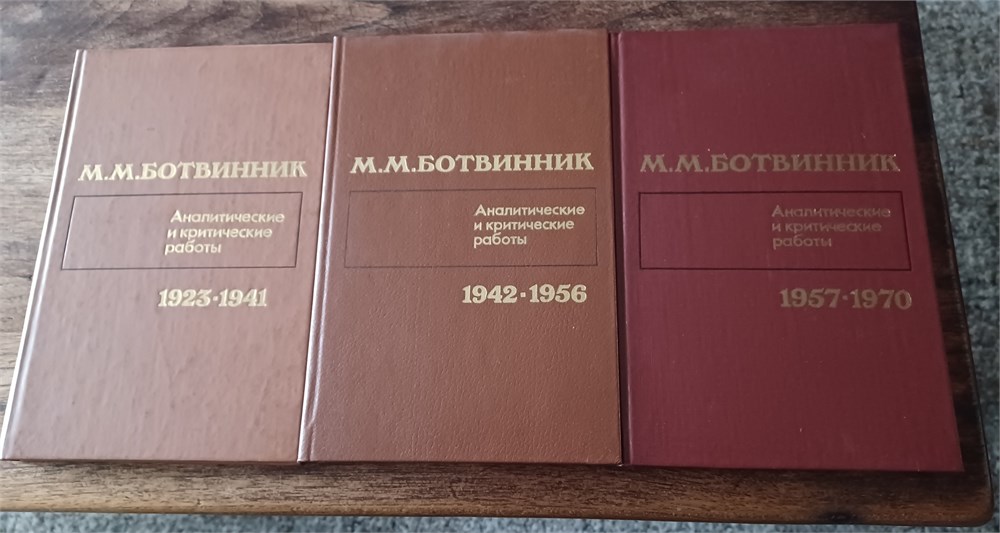 М.М.БОТВИННИК
Аналитические
и критические
работы
1923·1941
М.М.БОТВИННИК
Аналитические
и критические
работы
1942·1956
М.М.БОТВИННИК
Аналитические
и критические
работы
1957·1970